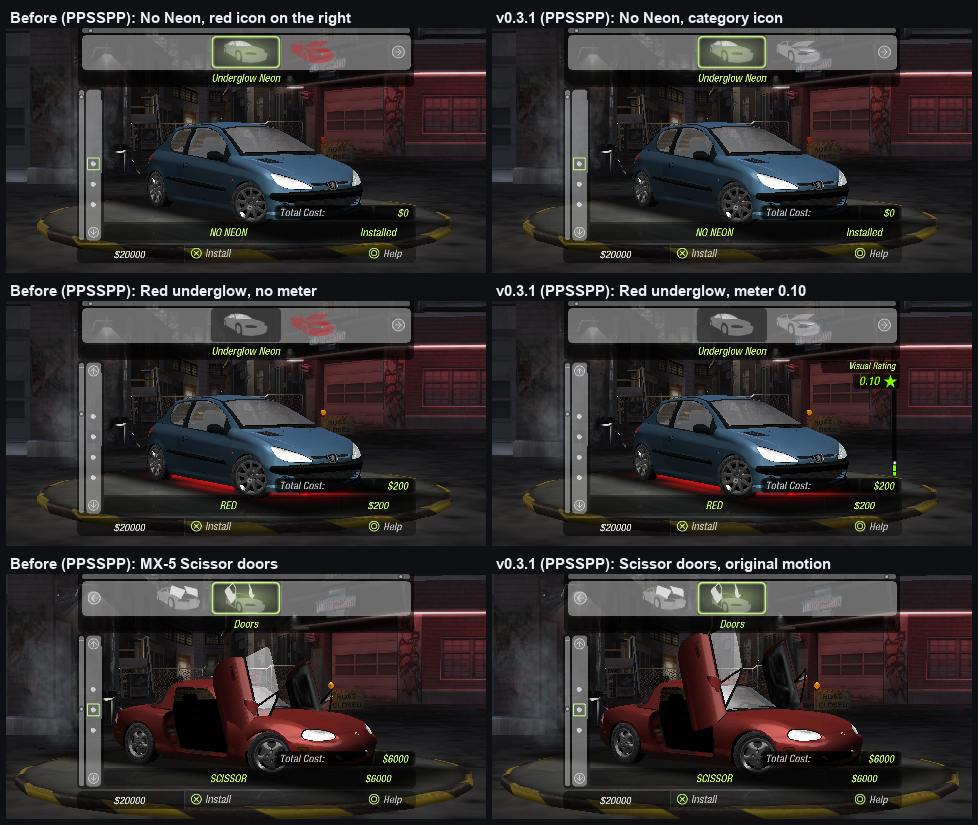 Before (PPSSPP): No Neon, red icon on the right
Underglow Neon
Total Cost: $0
NO NEON Installed
$20000 Install Help
v0.3.1 (PPSSPP): No Neon, category icon
Underglow Neon
Total Cost: $0
NO NEON Installed
$20000 Install Help
Before (PPSSPP): Red underglow, no meter
Underglow Neon
Total Cost: $200
RED $200
$20000 Install Help
v0.3.1 (PPSSPP): Red underglow, meter 0.10
Underglow Neon
Visual Rating
0.10
Total Cost: $200
RED $200
$20000 Install Help
Before (PPSSPP): MX-5 Scissor doors
Doors
ROAD
CLOSED
Total Cost: $6000
SCISSOR $6000
$20000 Install Help
v0.3.1 (PPSSPP): Scissor doors, original motion
Doors
ROAD
CLOSED
Total Cost: $6000
SCISSOR $6000
$20000 Install Help